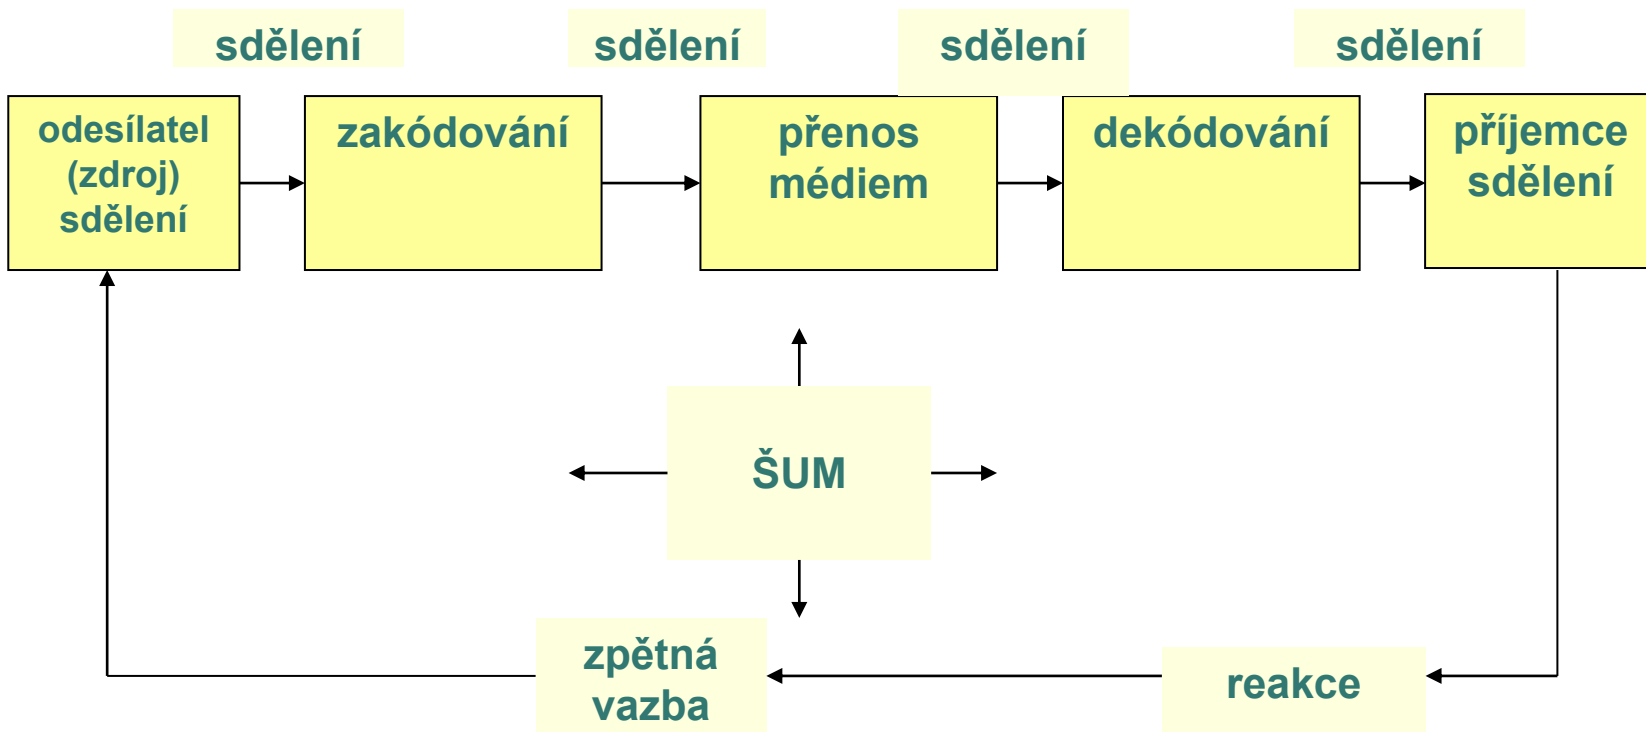 sdělení sdělení sdělení sdělení
odesílatel
(zdroj)
sdělení
zakódování
přenos
médiem
dekódování
příjemce
sdělení
ŠUM
zpětná
vazba
reakce